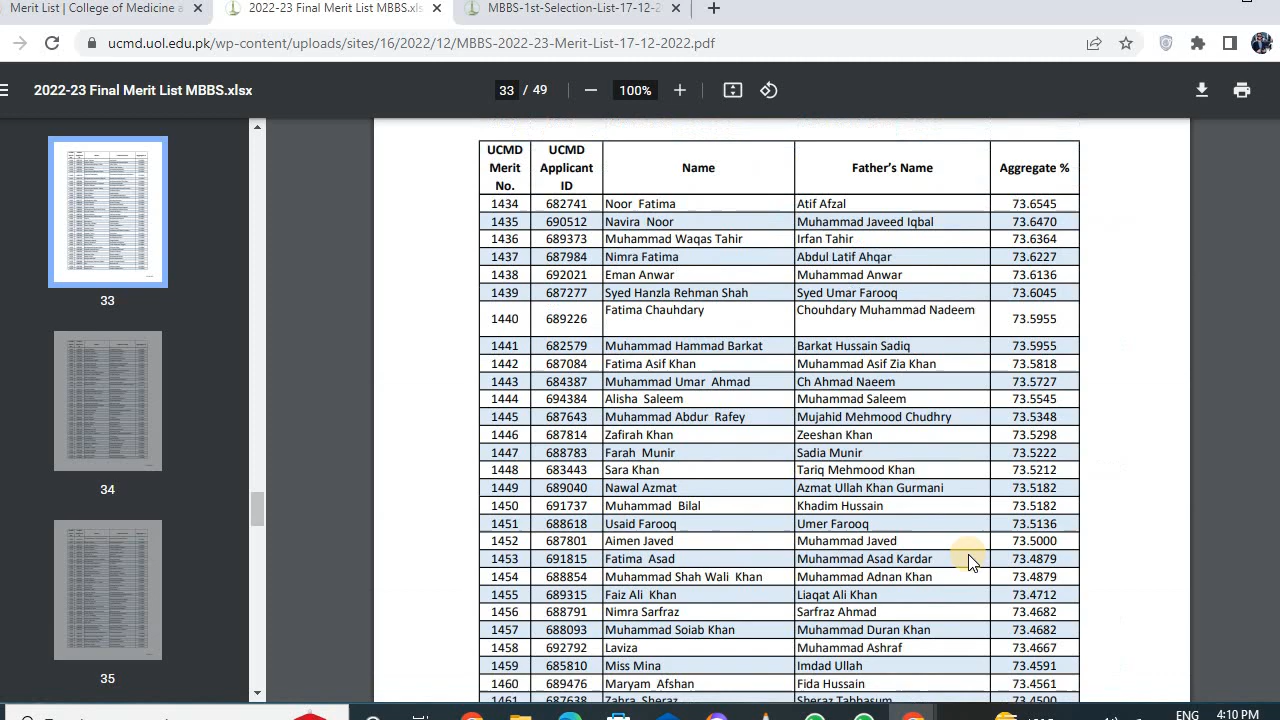 Merit List | College of Medicine a
2022-23 Final Merit List MBBS.xls
MBBS-1st-Selection-List-17-12-2
ucmd.uol.edu.pk/wp-content/uploads/sites/16/2022/12/MBBS-2022-23-Merit-List-17-12-2022.pdf
2022-23 Final Merit List MBBS.xlsx
33 / 49
100%
33
34
35
UCMD Merit No. UCMD Applicant ID Name Father's Name Aggregate %
1434 682741 Noor Fatima Atif Afzal 73.6545
1435 690512 Navira Noor Muhammad Javeed Iqbal 73.6470
1436 689373 Muhammad Waqas Tahir Irfan Tahir 73.6364
1437 687984 Nimra Fatima Abdul Latif Ahqar 73.6227
1438 692021 Eman Anwar Muhammad Anwar 73.6136
1439 687277 Syed Hanzla Rehman Shah Syed Umar Farooq 73.6045
1440 689226 Fatima Chauhdary Chouhdary Muhammad Nadeem 73.5955
1441 682579 Muhammad Hammad Barkat Barkat Hussain Sadiq 73.5955
1442 687084 Fatima Asif Khan Muhammad Asif Zia Khan 73.5818
1443 684387 Muhammad Umar Ahmad Ch Ahmad Naeem 73.5727
1444 694384 Alisha Saleem Muhammad Saleem 73.5545
1445 687643 Muhammad Abdur Rafey Mujahid Mehmood Chudhry 73.5348
1446 687814 Zafirah Khan Zeeshan Khan 73.5298
1447 688783 Farah Munir Sadia Munir 73.5222
1448 683443 Sara Khan Tariq Mehmood Khan 73.5212
1449 689040 Nawal Azmat Azmat Ullah Khan Gurmani 73.5182
1450 691737 Muhammad Bilal Khadim Hussain 73.5182
1451 688618 Usaid Farooq Umer Farooq 73.5136
1452 687801 Aimen Javed Muhammad Javed 73.5000
1453 691815 Fatima Asad Muhammad Asad Kardar 73.4879
1454 688854 Muhammad Shah Wali Khan Muhammad Adnan Khan 73.4879
1455 689315 Faiz Ali Khan Liaqat Ali Khan 73.4712
1456 688791 Nimra Sarfraz Sarfraz Ahmad 73.4682
1457 688093 Muhammad Soiab Khan Muhammad Duran Khan 73.4682
1458 692792 Laviza Muhammad Ashraf 73.4667
1459 685810 Miss Mina Imdad Ullah 73.4591
1460 689476 Maryam Afshan Fida Hussain 73.4561
1461 687638 Zahra Sheraz Sheraz Tabbasum 73.4500
ENG 4:10 PM